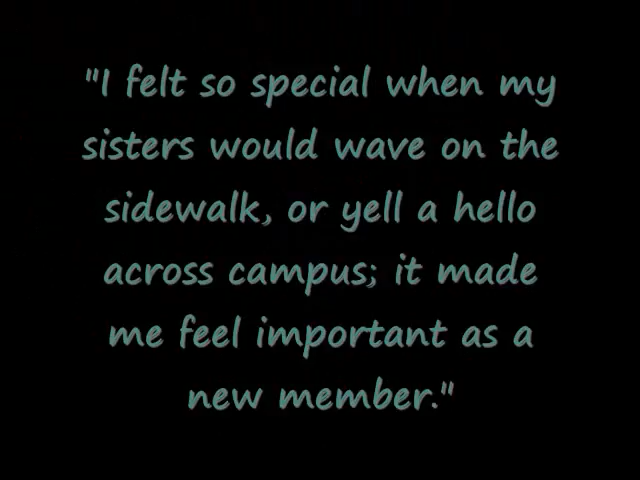 "I felt so special when my
sisters would wave on the
sidewalk, or yell a hello
across campus; it made
me feel important as a
new member."